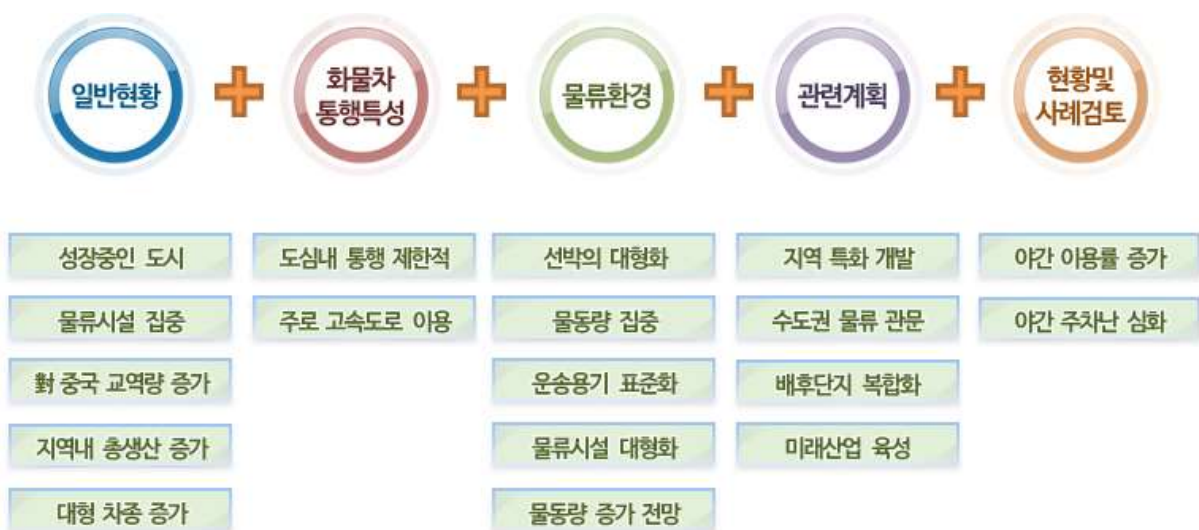 일반현황
화물차
통행특성
물류환경
관련계획
현황및
사례검토
성장중인 도시
물류시설 집중
對 중국 교역량 증가
지역내 총생산 증가
대형 차종 증가
도심내 통행 제한적
주로 고속도로 이용
선박의 대형화
물동량 집중
운송용기 표준화
물류시설 대형화
물동량 증가 전망
지역 특화 개발
수도권 물류 관문
배후단지 복합화
미래산업 육성
야간 이용률 증가
야간 주차난 심화